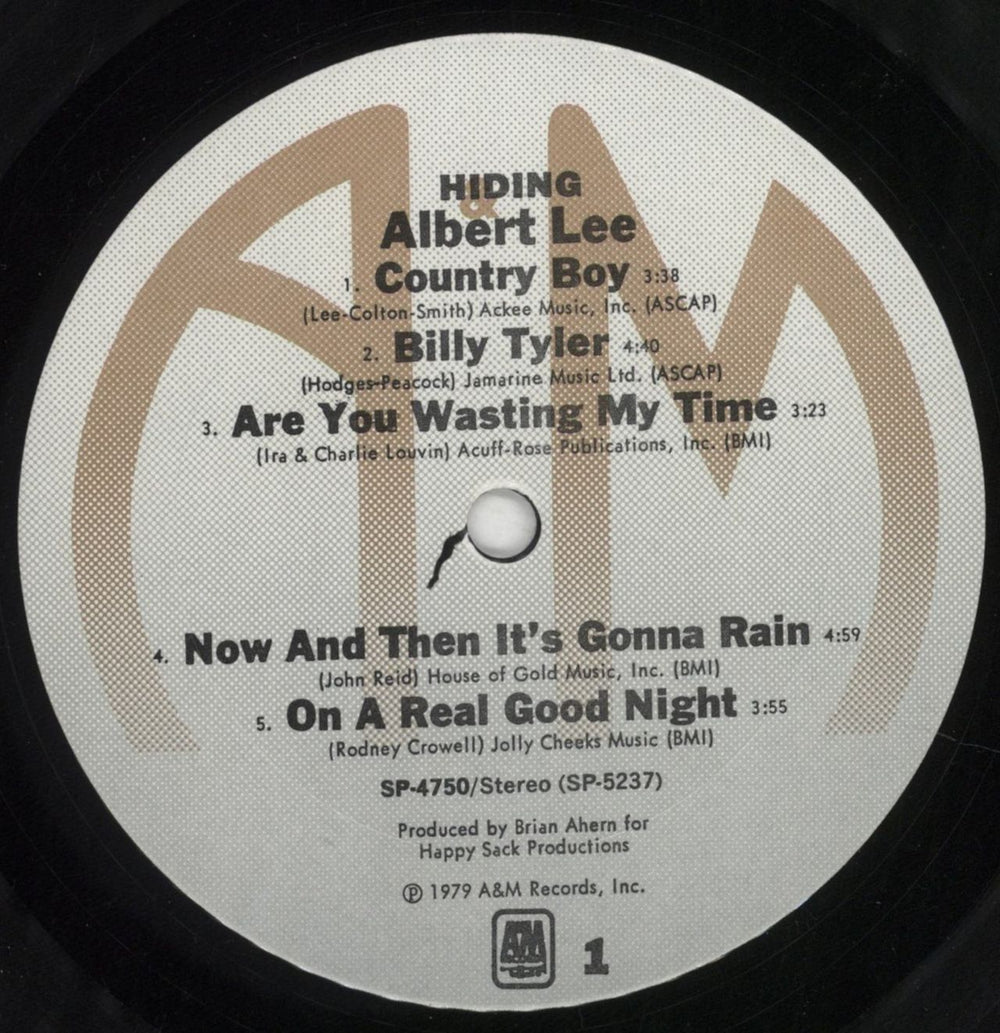 HIDING
Albert Lee
1. Country Boy 3:38
(Lee-Colton-Smith) Ackee Music, Inc. (ASCAP)
2. Billy Tyler 4:40
(Hodges-Peacock) Jamarine Music Ltd. (ASCAP)
3. Are You Wasting My Time 3:23
(Ira & Charlie Louvin) Acuff-Rose Publications, Inc. (BMI)
4. Now And Then It's Gonna Rain 4:59
(John Reid) House of Gold Music, Inc. (BMI)
5. On A Real Good Night 3:55
(Rodney Crowell) Jolly Cheeks Music (BMI)
SP-4750/Stereo (SP-5237)
Produced by Brian Ahern for
Happy Sack Productions
℗ 1979 A&M Records, Inc.
A&M 1